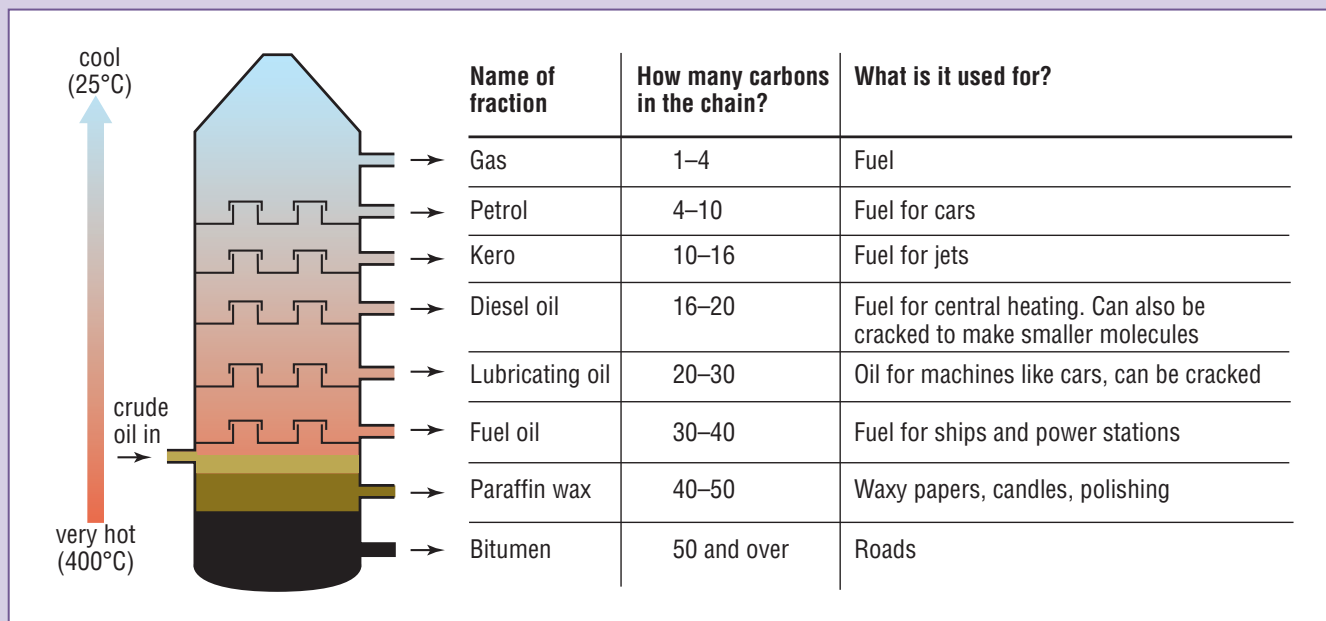 cool
(25°C)
crude
oil in
very hot
(400°C)
Name of
fraction
How many carbons
in the chain?
What is it used for?
Gas 1–4 Fuel
Petrol 4–10 Fuel for cars
Kero 10–16 Fuel for jets
Diesel oil 16–20 Fuel for central heating. Can also be
cracked to make smaller molecules
Lubricating oil 20–30 Oil for machines like cars, can be cracked
Fuel oil 30–40 Fuel for ships and power stations
Paraffin wax 40–50 Waxy papers, candles, polishing
Bitumen 50 and over Roads